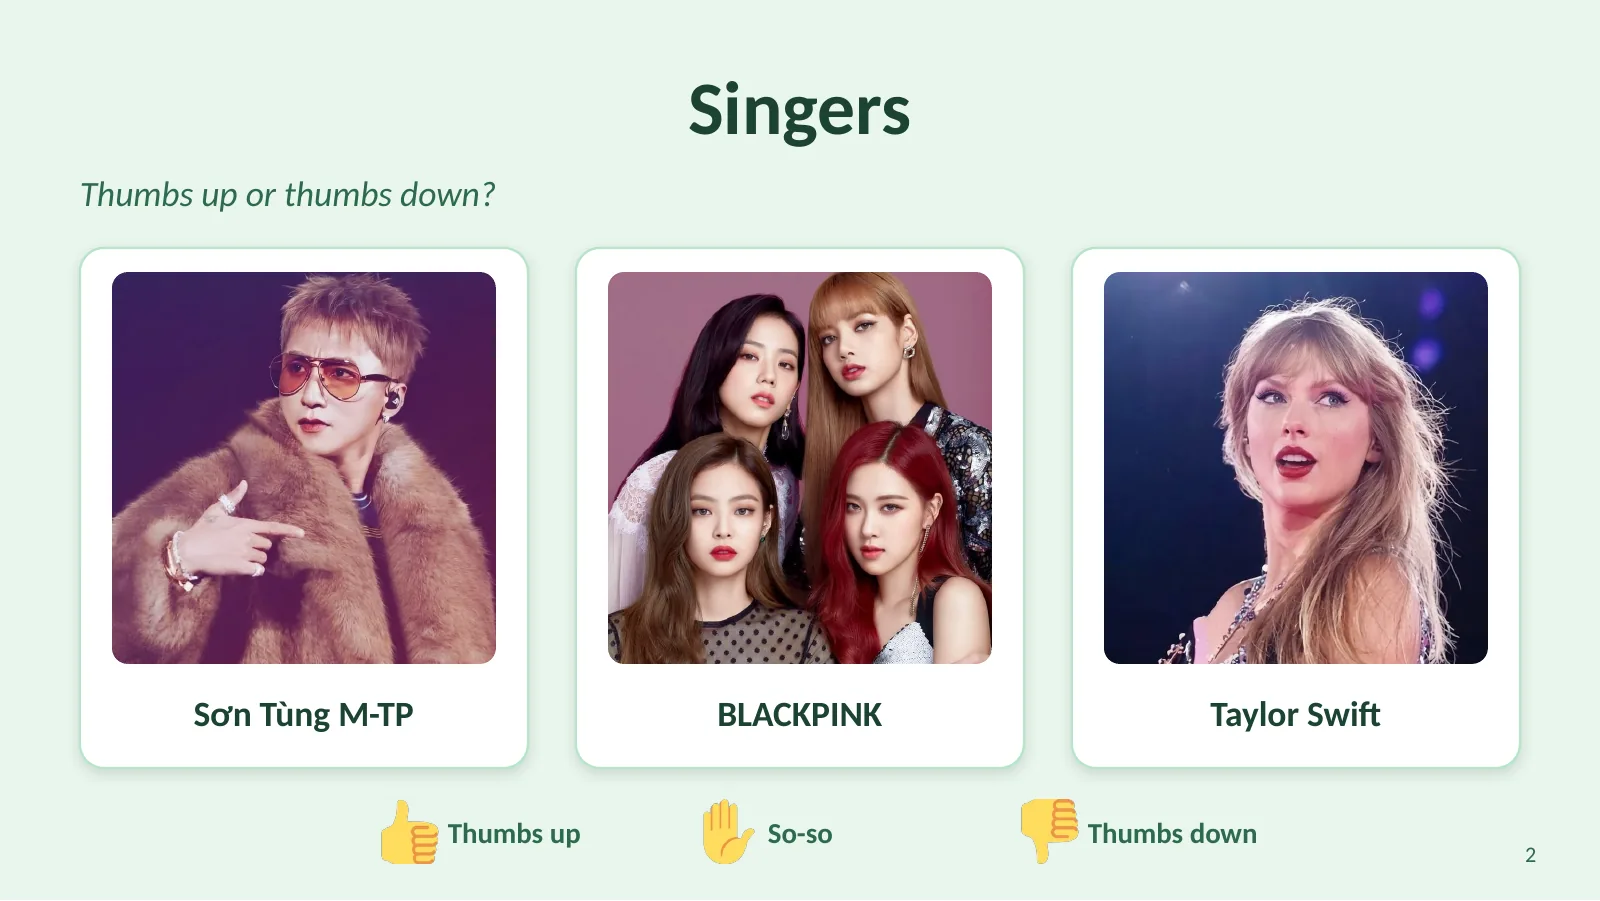 Singers
Thumbs up or thumbs down?
Sơn Tùng M-TP
BLACKPINK
Taylor Swift
Thumbs up
So-so
Thumbs down
2